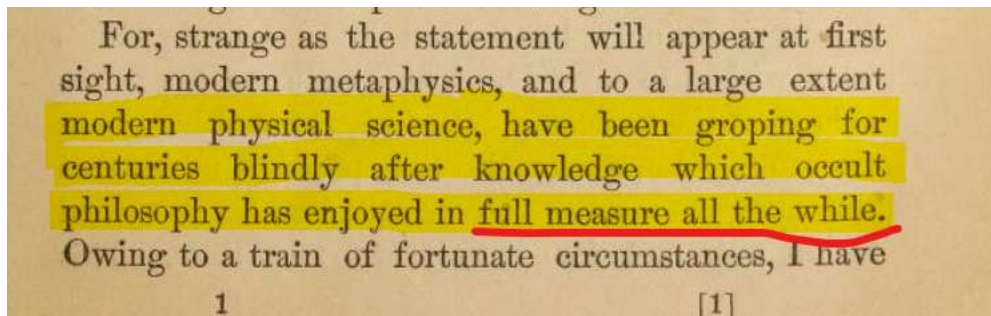 For, strange as the statement will appear at first
sight, modern metaphysics, and to a large extent
modern physical science, have been groping for
centuries blindly after knowledge which occult
philosophy has enjoyed in full measure all the while.
Owing to a train of fortunate circumstances, I have
1 [1]